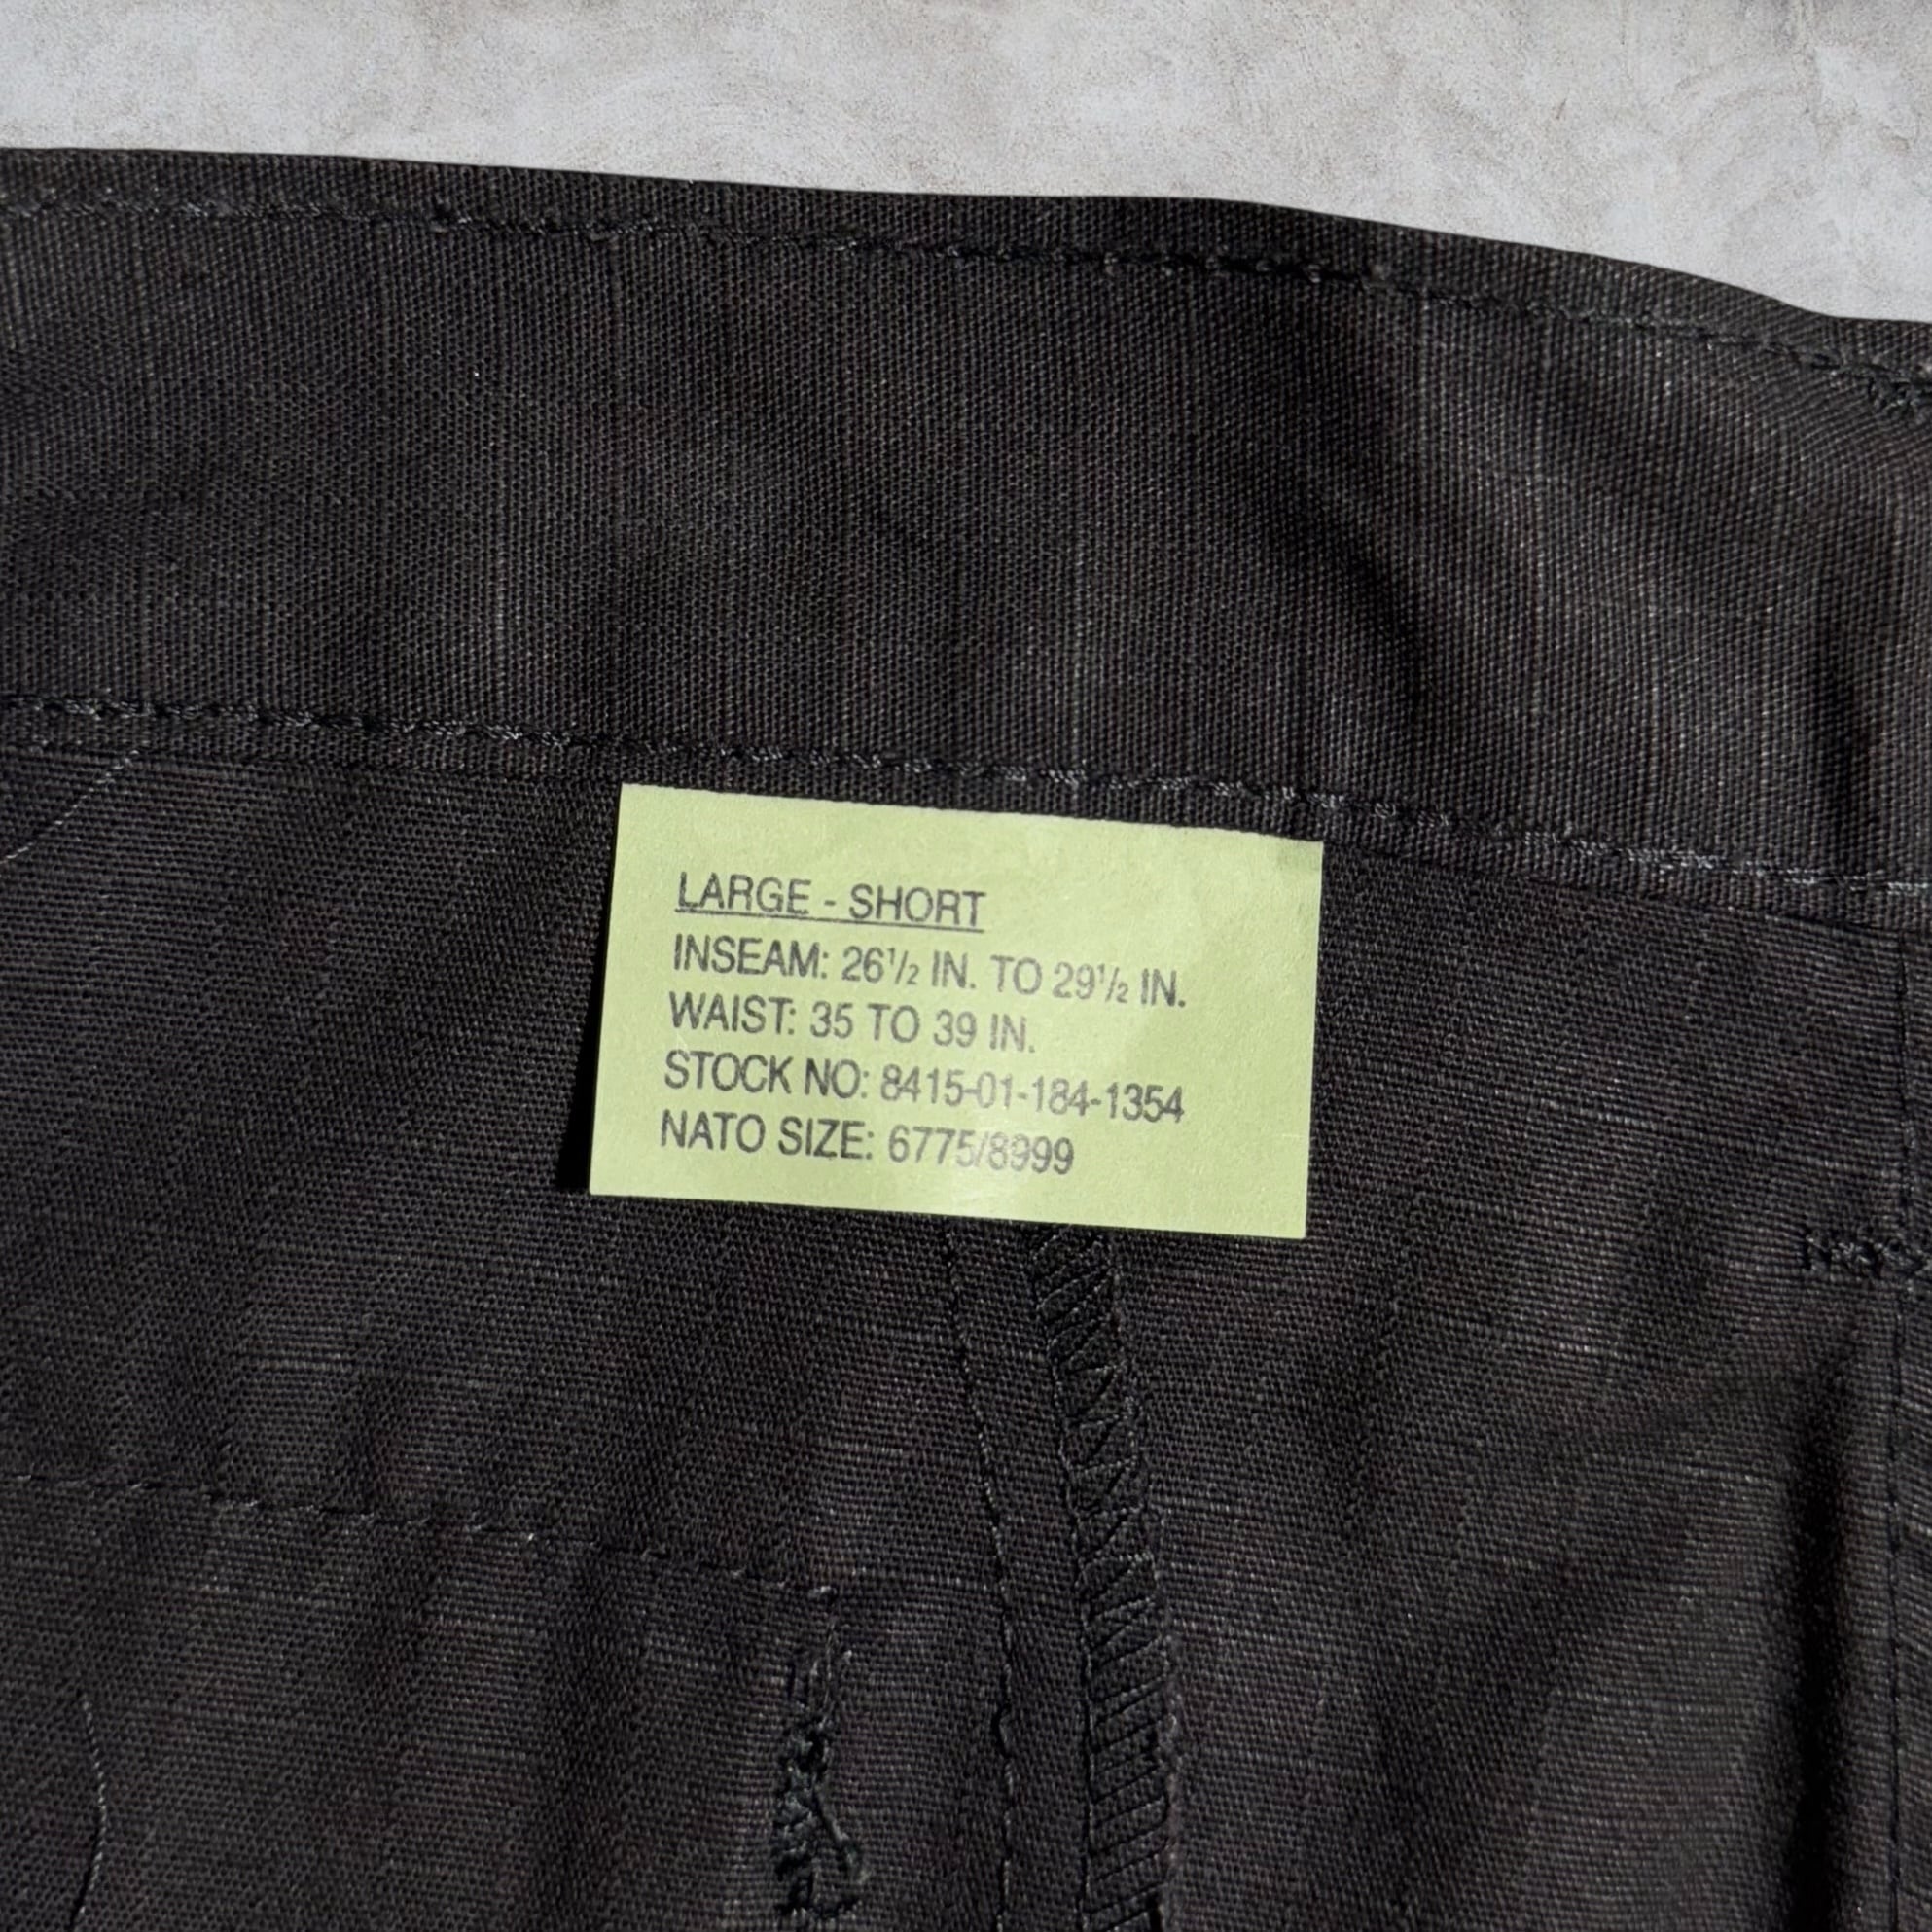 LARGE - SHORT
INSEAM: 26½ IN. TO 29½ IN.
WAIST: 35 TO 39 IN.
STOCK NO: 8415-01-184-1354
NATO SIZE: 6775/8999